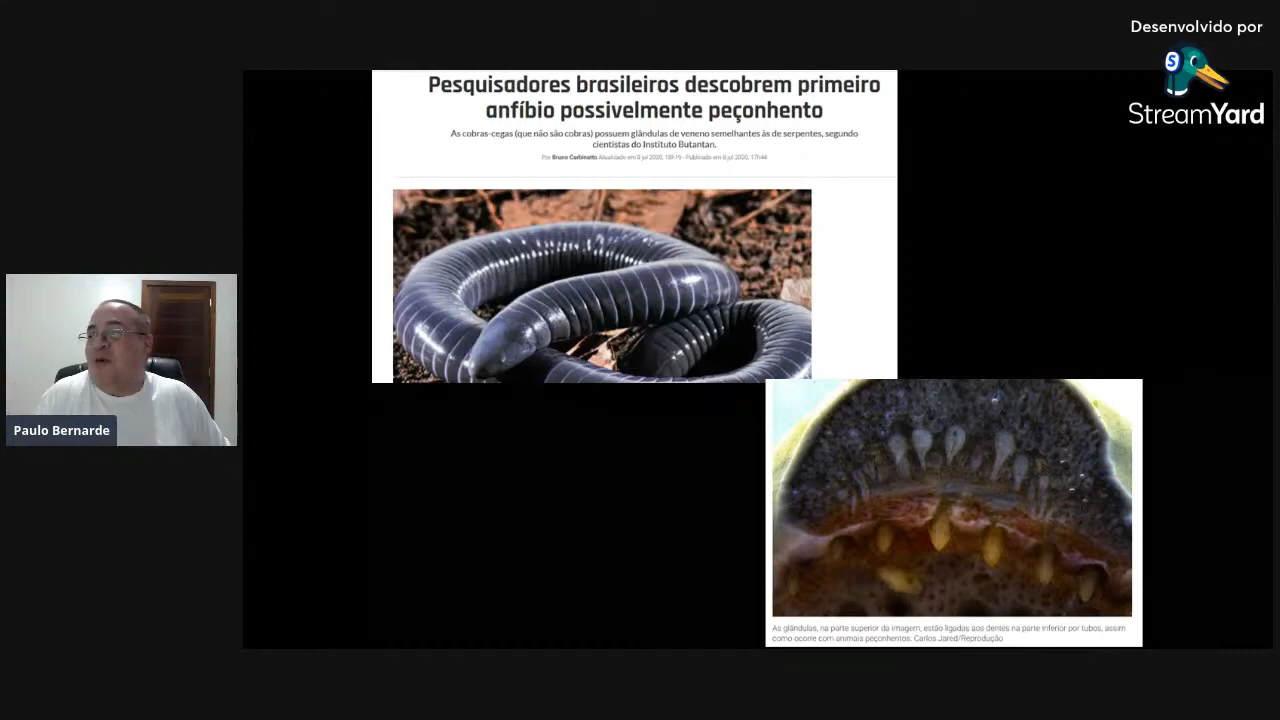 Desenvolvido por
S
StreamYard
Pesquisadores brasileiros descobrem primeiro
anfíbio possivelmente peçonhento
As cobras-cegas (que não são cobras) possuem glândulas de veneno semelhantes às de serpentes, segundo
cientistas do Instituto Butantan.
Por Bruno Carbinatto Atualizado em 8 jul 2020, 18h19 - Publicado em 8 jul 2020, 17h44
Paulo Bernarde
As glândulas, na parte superior da imagem, estão ligadas aos dentes na parte inferior por tubos, assim
como ocorre com animais peçonhentos. Carlos Jared/Reprodução